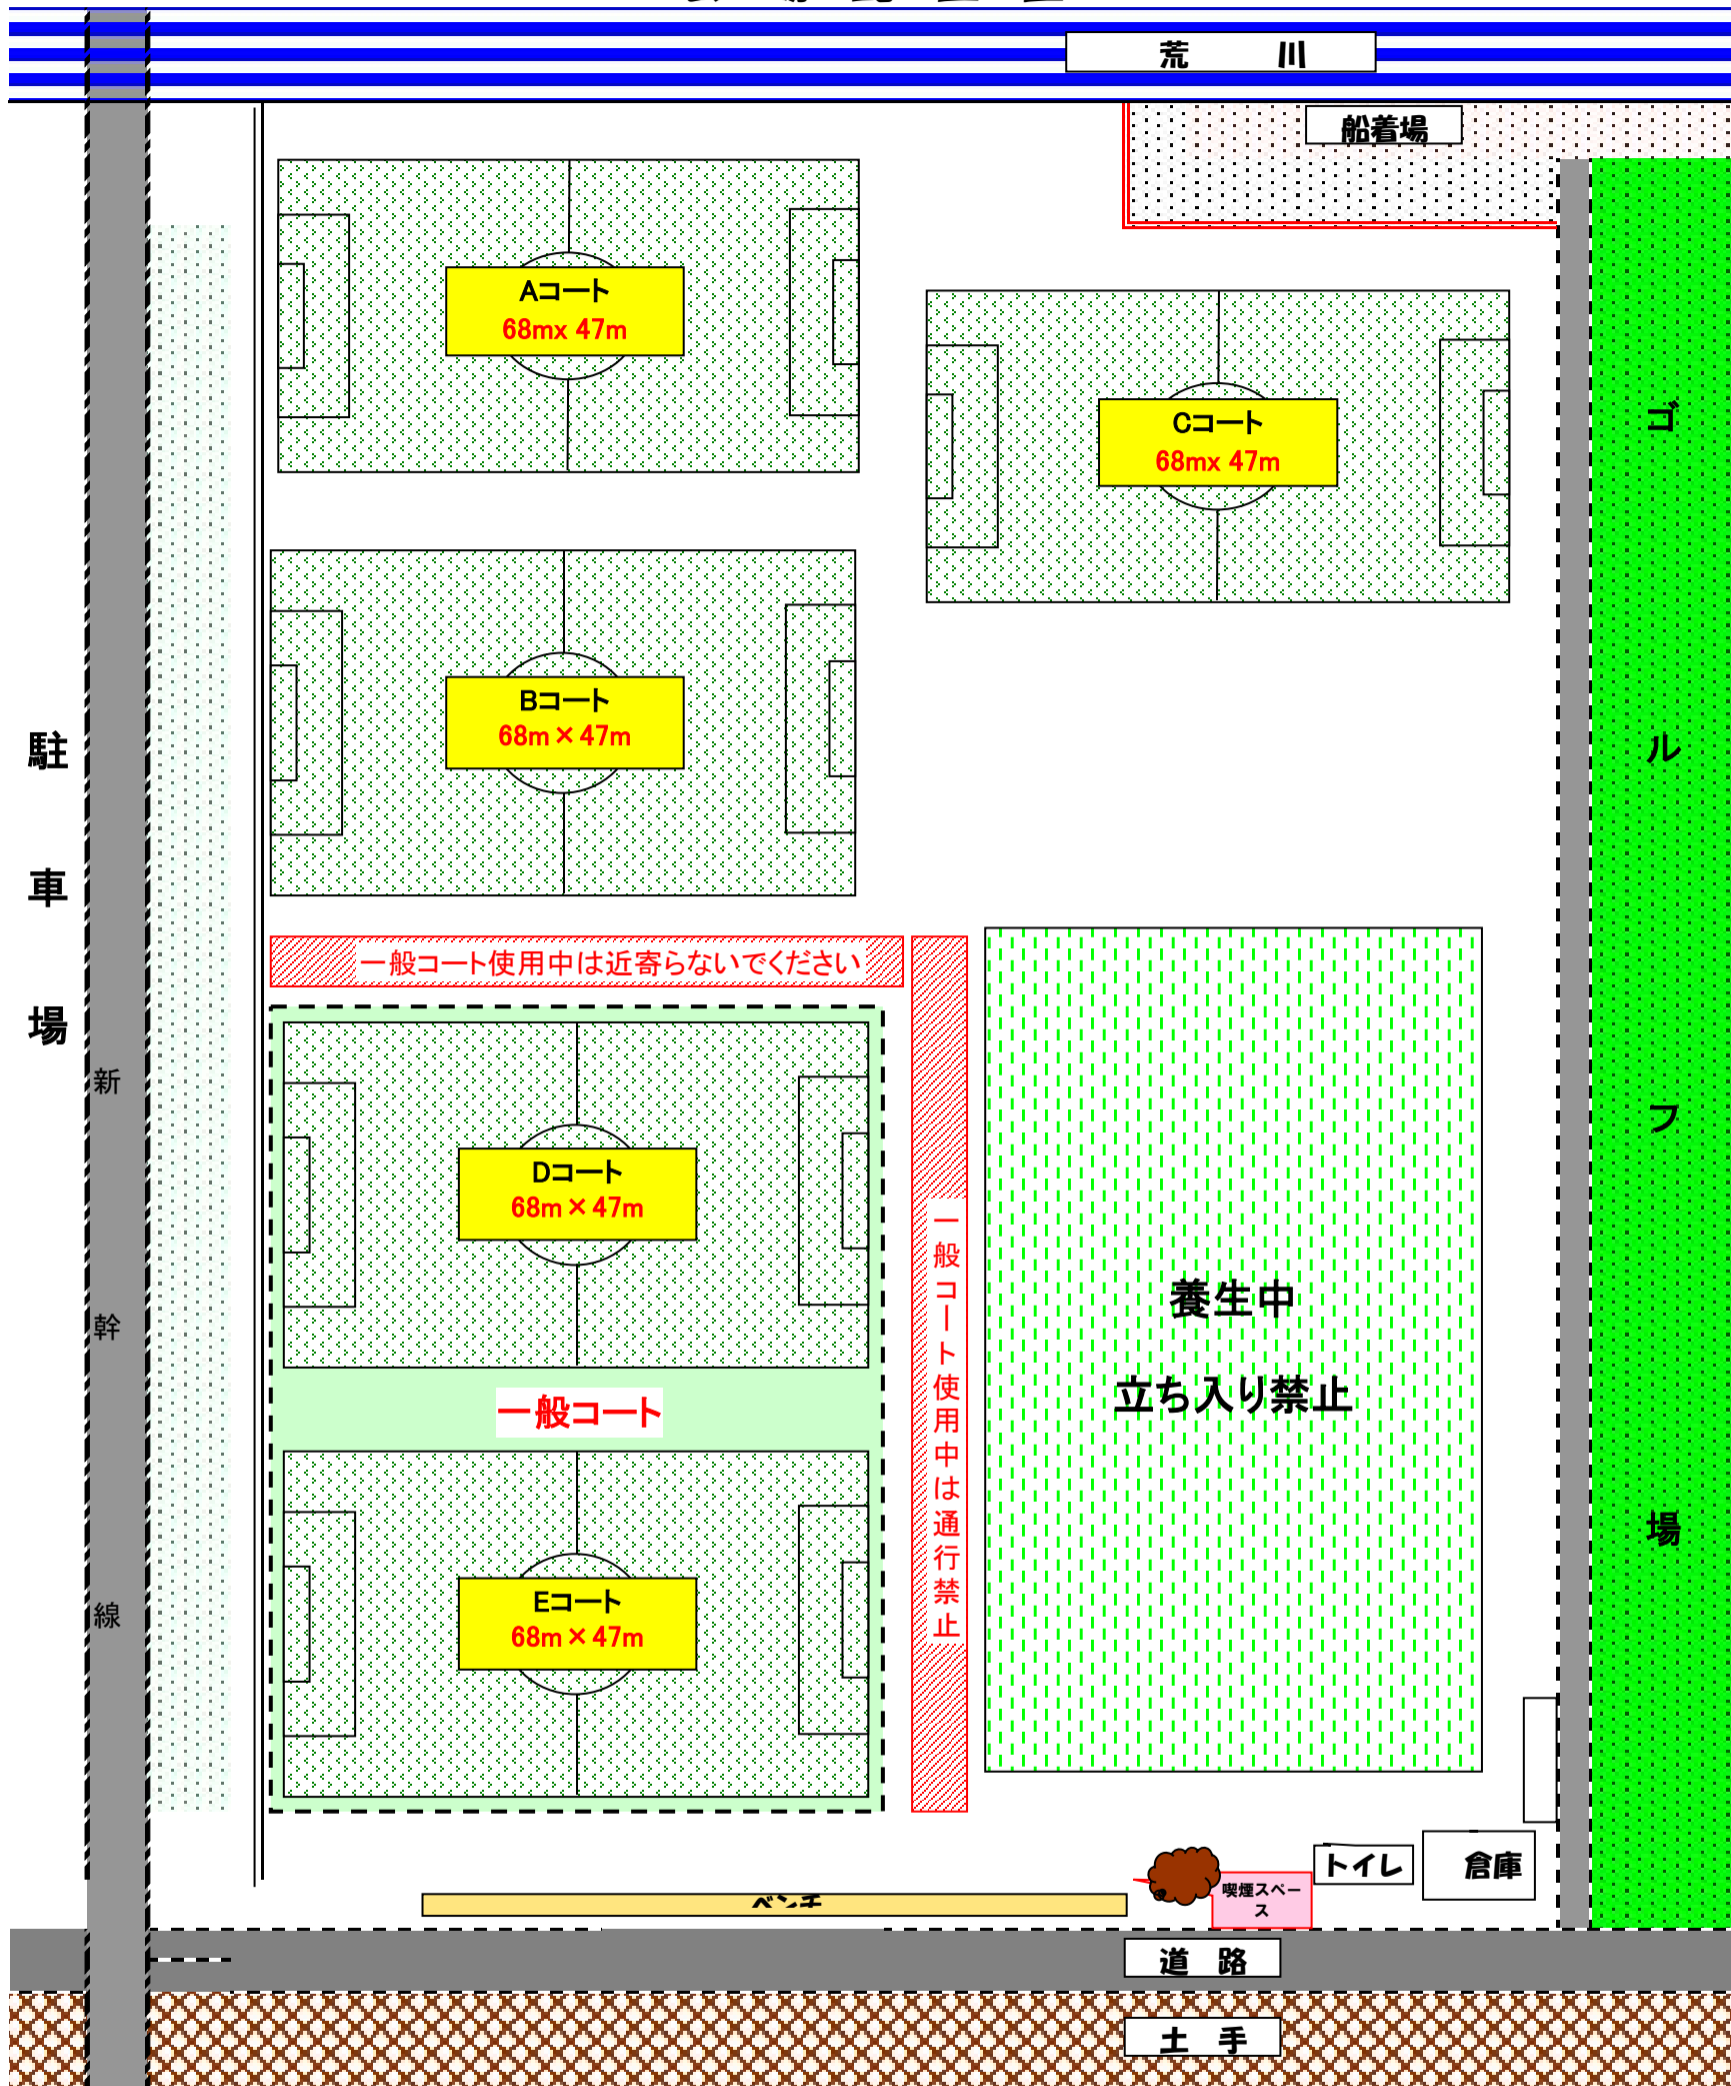 荒　川
船着場
Aコート
68mx 47m
Cコート
68mx 47m
Bコート
68m×47m
駐車場
ゴルフ場
一般コート使用中は近寄らないでください
新幹線
Dコート
68m×47m
一般コート使用中は通行禁止
養生中
立ち入り禁止
一般コート
Eコート
68m×47m
トイレ
倉庫
喫煙スペー
ス
ベンチ
道　路
土　手